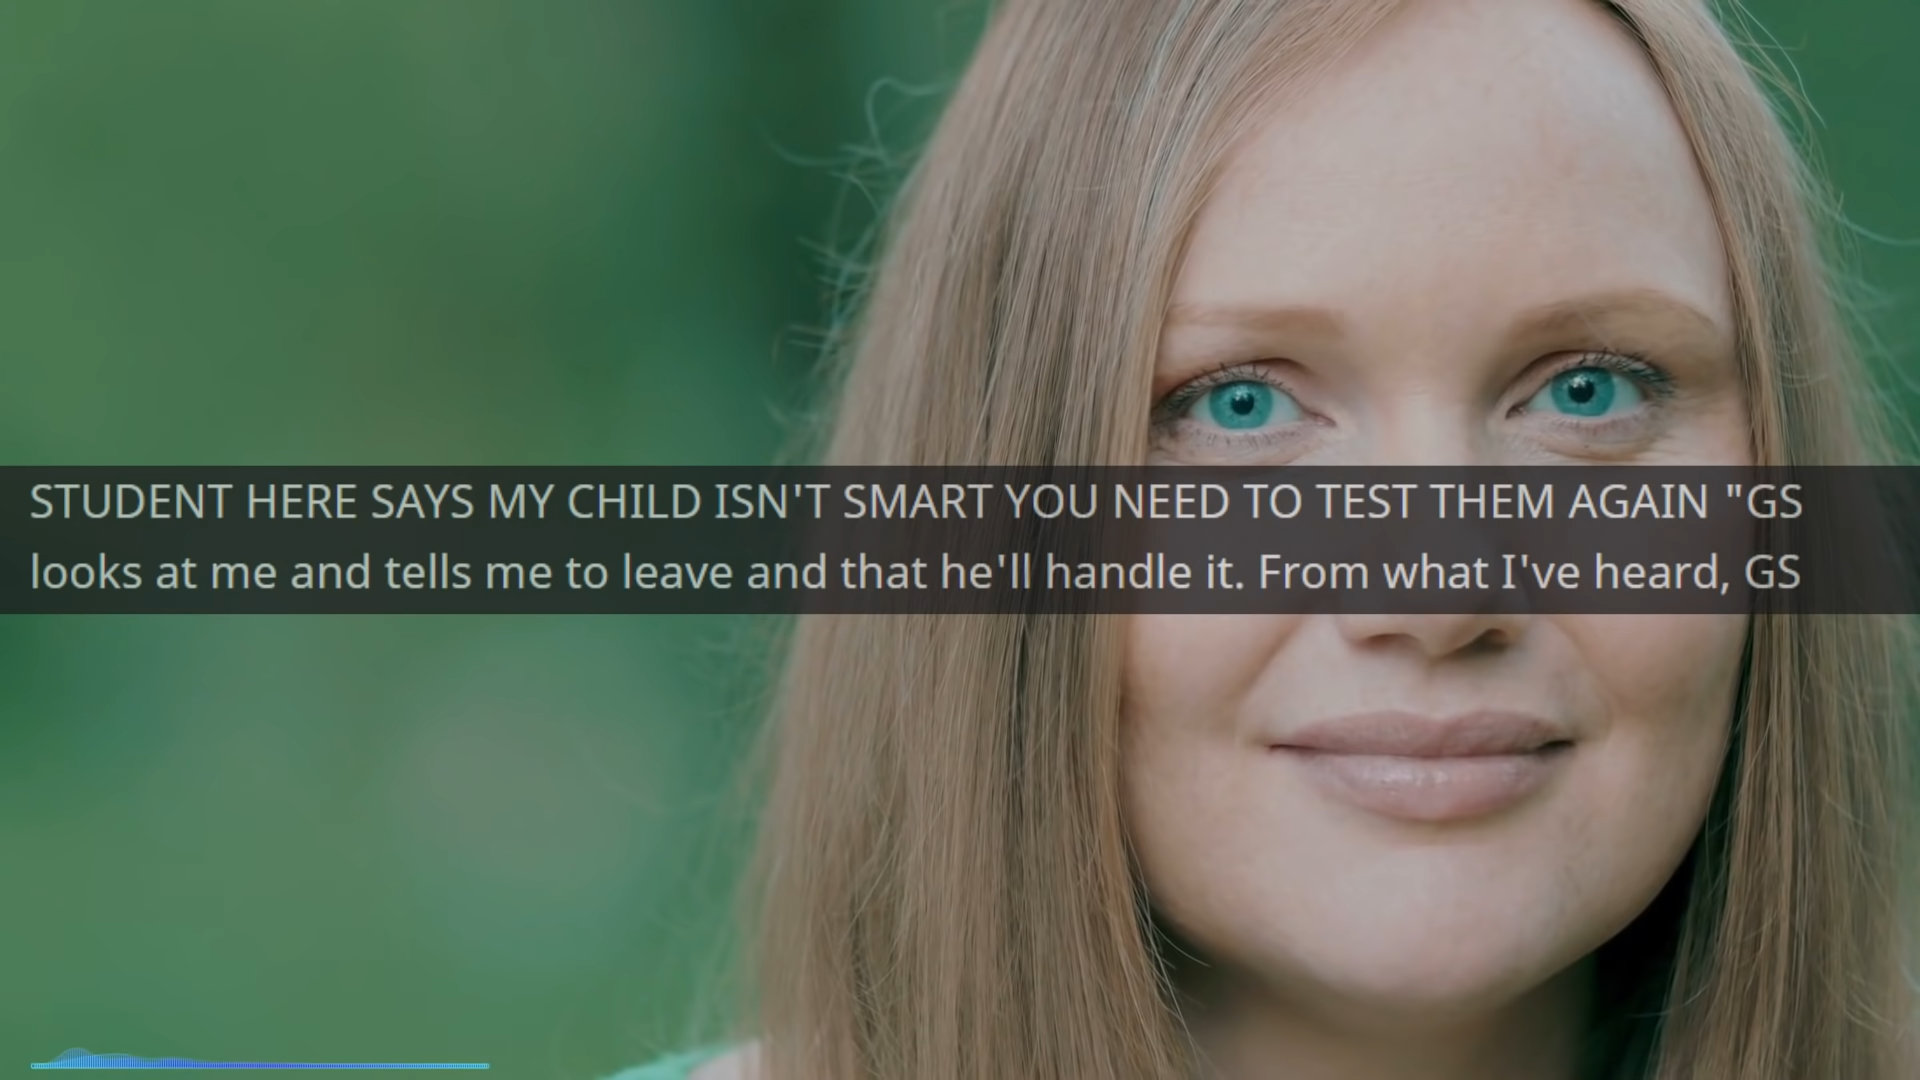 STUDENT HERE SAYS MY CHILD ISN'T SMART YOU NEED TO TEST THEM AGAIN "GS
looks at me and tells me to leave and that he'll handle it. From what I've heard, GS